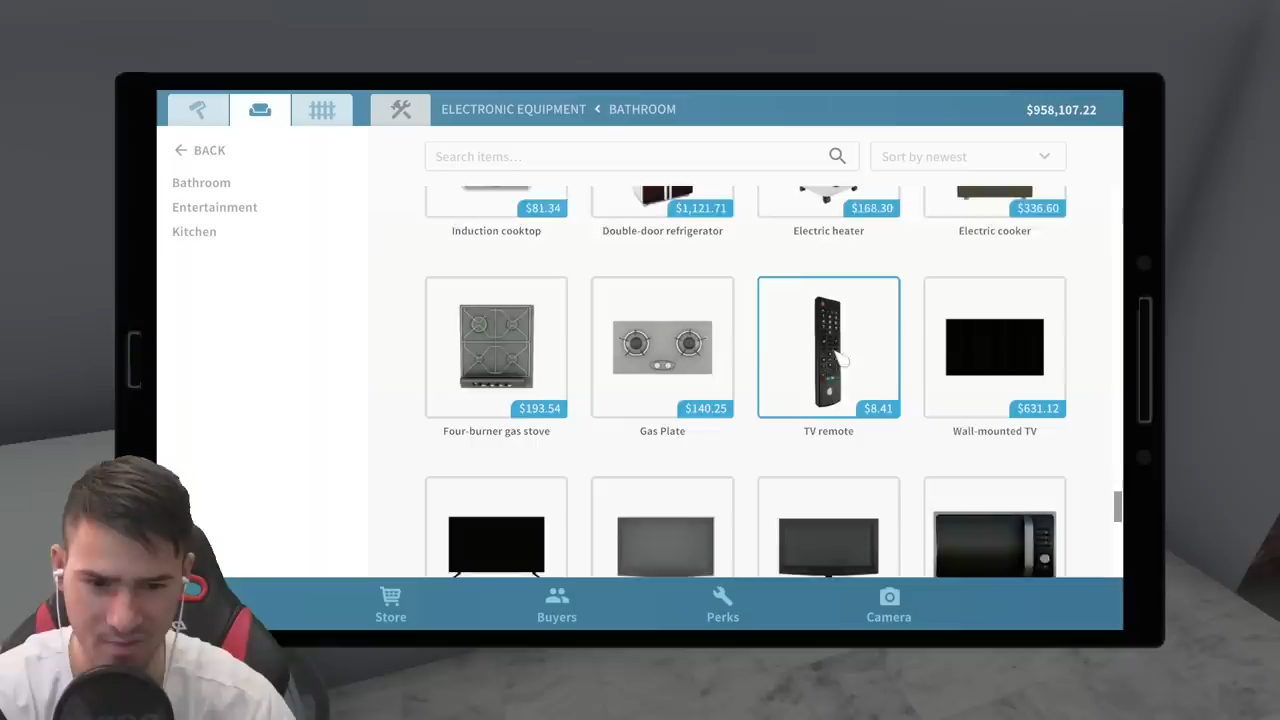 ELECTRONIC EQUIPMENT < BATHROOM
$958,107.22
BACK
Search items...
Sort by newest
Bathroom
Entertainment
Kitchen
$81.34
$1,121.71
$168.30
$336.60
Induction cooktop
Double-door refrigerator
Electric heater
Electric cooker
$193.54
$140.25
$8.41
$631.12
Four-burner gas stove
Gas Plate
TV remote
Wall-mounted TV
Store
Buyers
Perks
Camera